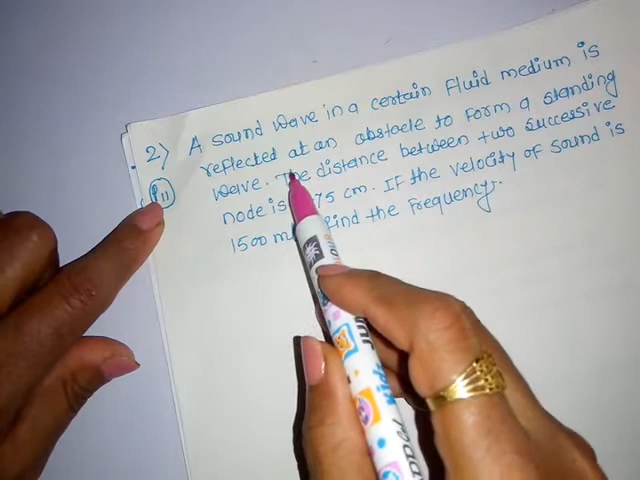 2) A sound wave in a certain Fluid medium is
reflected at an obstacle to form a standing
P11 wave. The distance between two successive
node is 75 cm. If the velocity of sound is
1500 m find the Frequency.